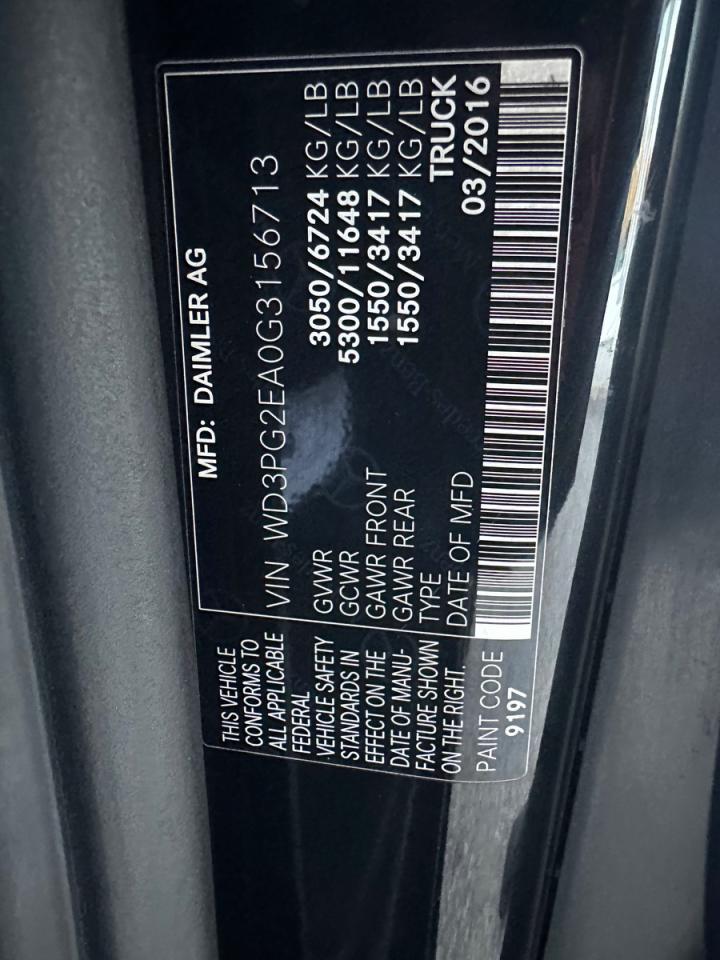 MFD: DAIMLER AG
VIN WD3PG2EA0G3156713
GVWR 3050/6724 KG/LB
GCWR 5300/11648 KG/LB
GAWR FRONT 1550/3417 KG/LB
GAWR REAR 1550/3417 KG/LB
TYPE TRUCK
DATE OF MFD 03/2016
THIS VEHICLE
CONFORMS TO
ALL APPLICABLE
FEDERAL
VEHICLE SAFETY
STANDARDS IN
EFFECT ON THE
DATE OF MANU-
FACTURE SHOWN
ON THE RIGHT.
PAINT CODE
9197